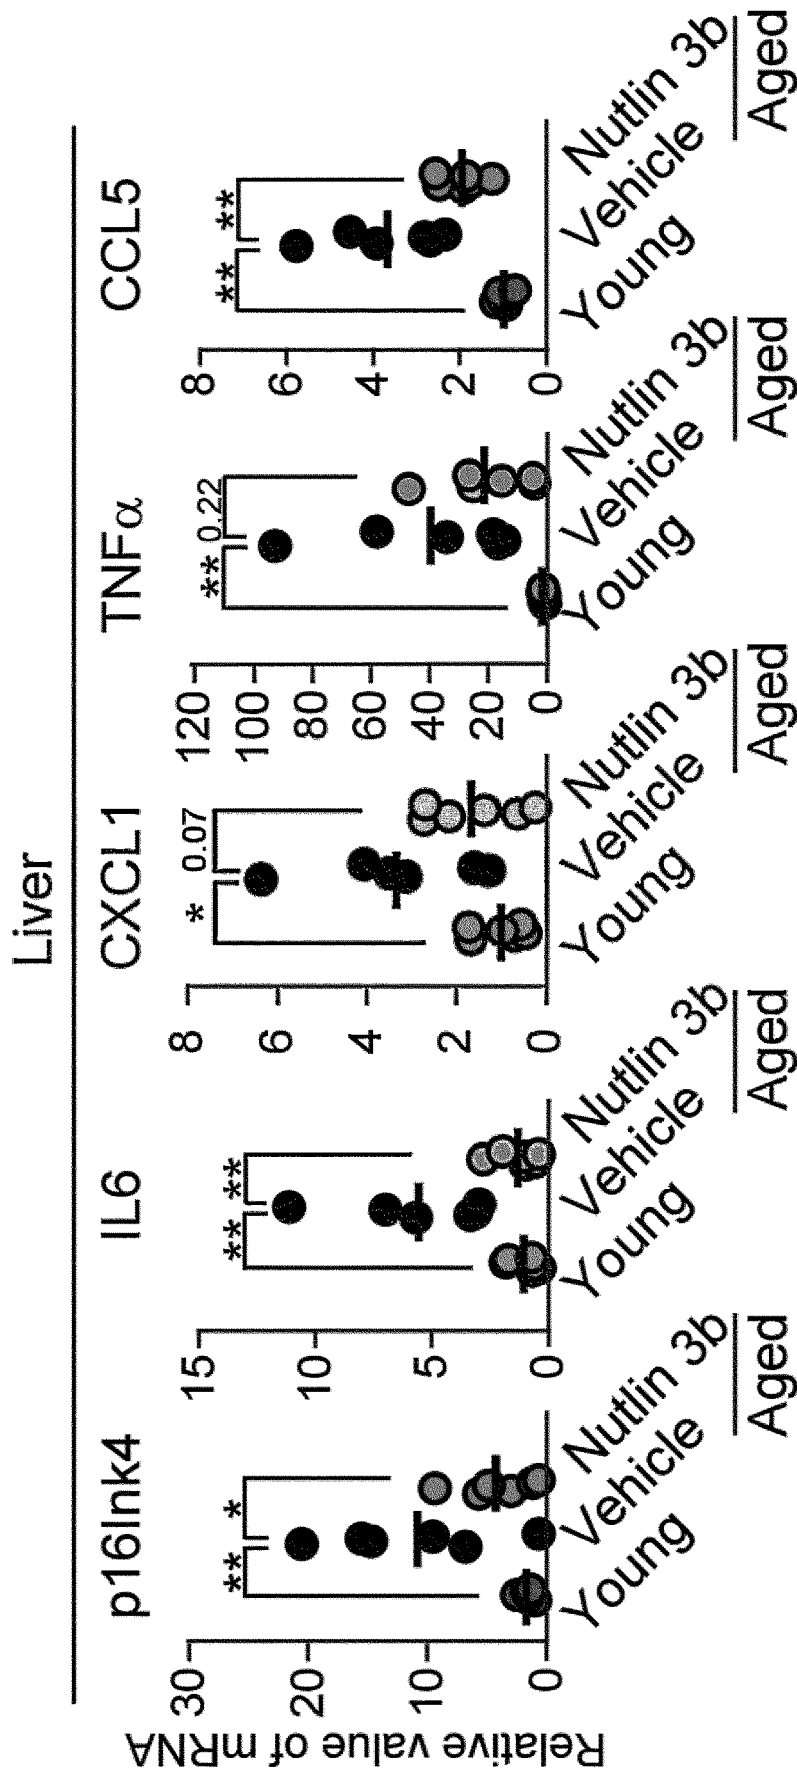 Liver
p16Ink4
IL6
CXCL1
TNFα
CCL5
Relative value of mRNA
30
20
10
0
**
*
Young
Vehicle
Nutlin 3b
Aged
15
10
5
0
**
**
Young
Vehicle
Nutlin 3b
Aged
8
6
4
2
0
*
0.07
Young
Vehicle
Nutlin 3b
Aged
120
100
80
60
40
20
0
**
0.22
Young
Vehicle
Nutlin 3b
Aged
8
6
4
2
0
**
**
Young
Vehicle
Nutlin 3b
Aged